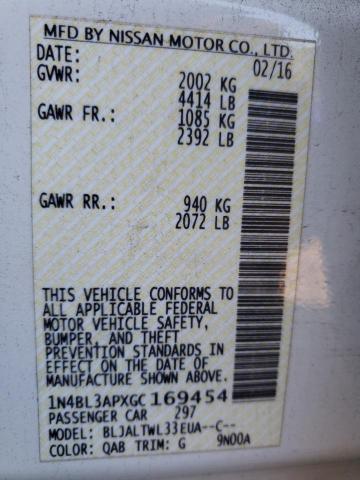 MFD BY NISSAN MOTOR CO., LTD.
DATE: 02/16
GVWR: 2002 KG
4414 LB
GAWR FR.: 1085 KG
2392 LB
GAWR RR.: 940 KG
2072 LB
THIS VEHICLE CONFORMS TO
ALL APPLICABLE FEDERAL
MOTOR VEHICLE SAFETY,
BUMPER, AND THEFT
PREVENTION STANDARDS IN
EFFECT ON THE DATE OF
MANUFACTURE SHOWN ABOVE.
1N4BL3APXGC 169454
PASSENGER CAR 297
MODEL: BLJALTWL33EUA--C--
COLOR: QAB TRIM: G 9N00A